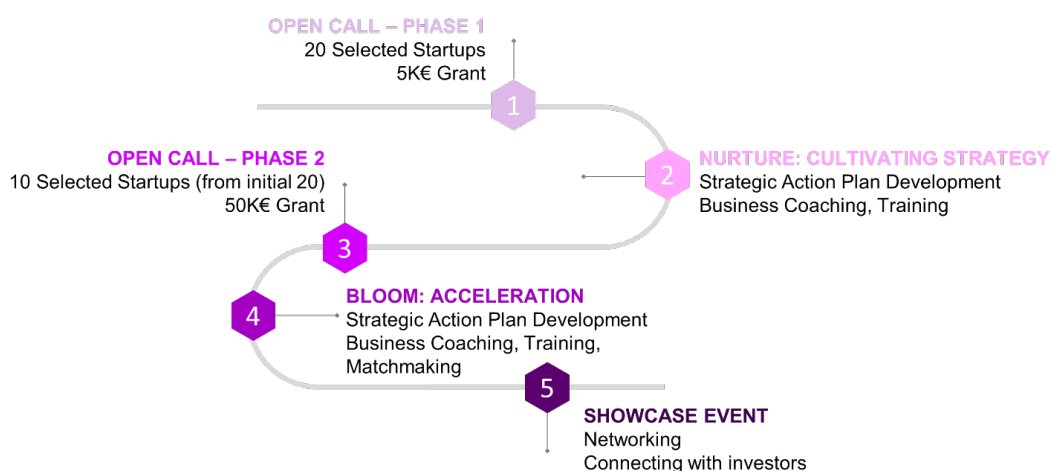 OPEN CALL – PHASE 1
20 Selected Startups
5K€ Grant
1
2
NURTURE: CULTIVATING STRATEGY
Strategic Action Plan Development
Business Coaching, Training
OPEN CALL – PHASE 2
10 Selected Startups (from initial 20)
50K€ Grant
3
4
BLOOM: ACCELERATION
Strategic Action Plan Development
Business Coaching, Training,
Matchmaking
5
SHOWCASE EVENT
Networking
Connecting with investors